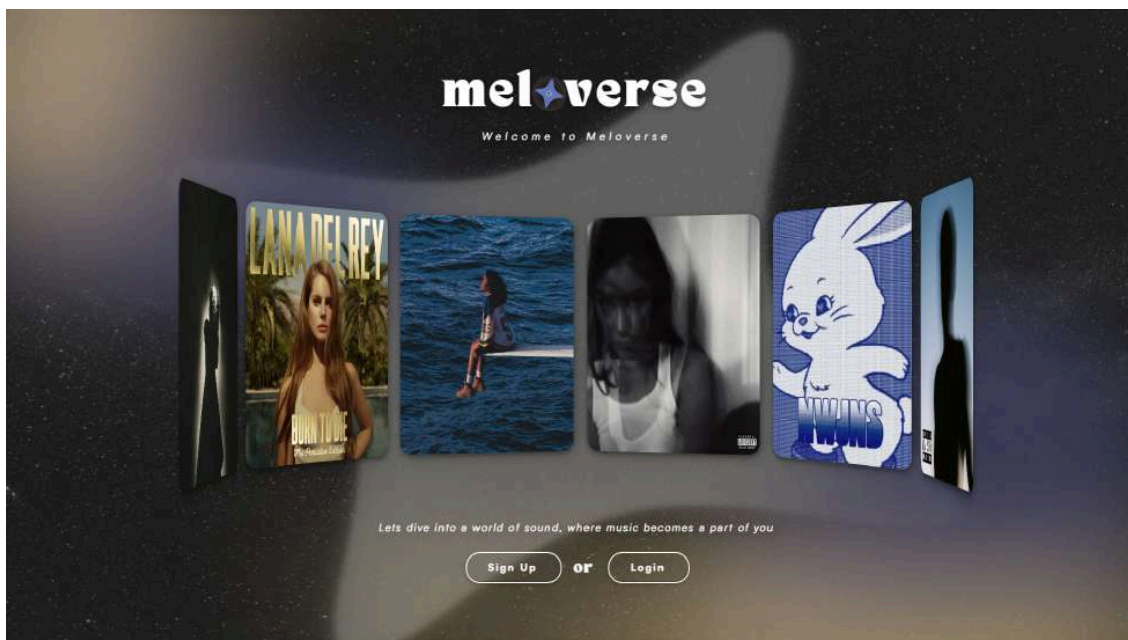 meloverse
Welcome to Meloverse
LANA DEL REY
BORN TO DIE
NWJNS
Lets dive into a world of sound, where music becomes a part of you
Sign Up or Login